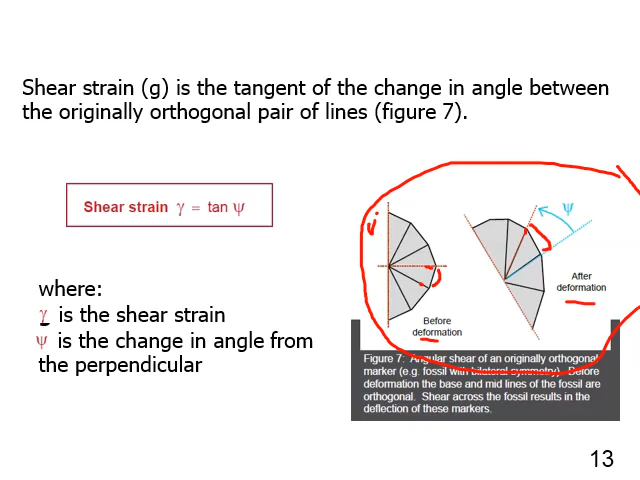 Shear strain (g) is the tangent of the change in angle between
the originally orthogonal pair of lines (figure 7).
Shear strain γ = tan ψ
where:
γ is the shear strain
ψ is the change in angle from
the perpendicular
ψ
After
deformation
Before
deformation
Figure 7: Angular shear of an originally orthogonal
marker (e.g. fossil with bilateral symmetry). Before
deformation the base and mid lines of the fossil are
orthogonal. Shear across the fossil results in the
deflection of these markers.
13